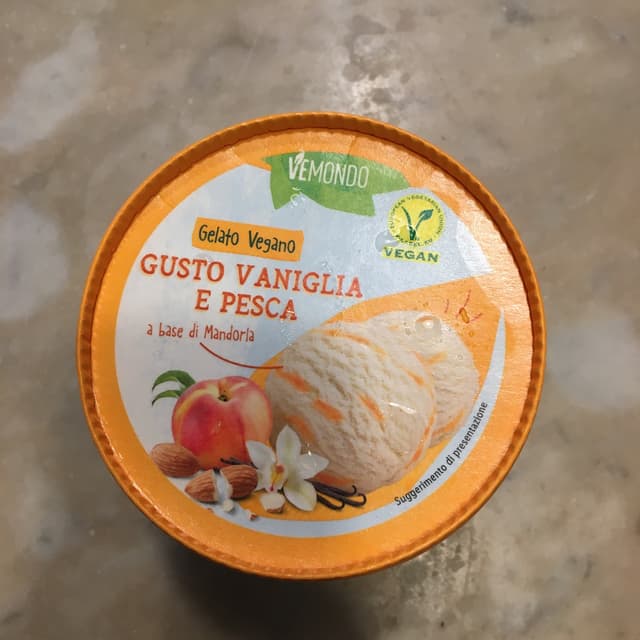 VEMONDO
Gelato Vegano
GUSTO VANIGLIA
E PESCA
a base di Mandorla
VEGAN
Suggerimento di presentazione